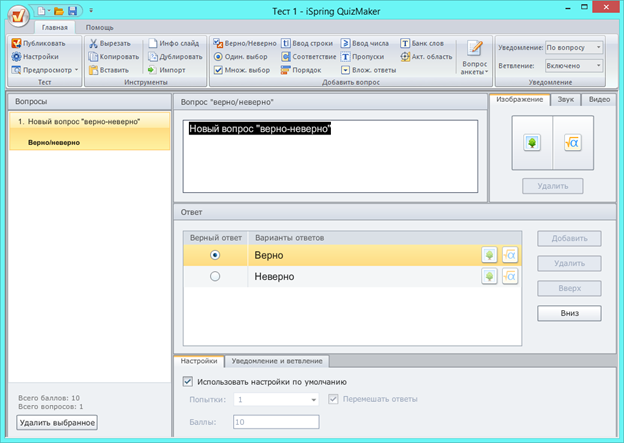 Тест 1 - iSpring QuizMaker
Главная Помощь
Публиковать Вырезать Инфо слайд Верно/Неверно Ввод строки Ввод числа Банк слов
Настройки Копировать Дублировать Один. выбор Соответствие Пропуски Акт. область
Предпросмотр Вставить Импорт Множ. выбор Порядок Влож. ответы
Вопрос
анкеты
Уведомление: По вопросу
Ветвление: Включено
Тест Инструменты Добавить вопрос Уведомление
Вопросы
1. Новый вопрос "верно-неверно"
Верно/неверно
Всего баллов: 10
Всего вопросов: 1
Удалить выбранное
Вопрос "верно/неверно"
Новый вопрос "верно-неверно"
Изображение Звук Видео
√α
Удалить
Ответ
Верный ответ Варианты ответов
Верно √α
Неверно √α
Добавить
Удалить
Вверх
Вниз
Настройки Уведомление и ветвление
Использовать настройки по умолчанию
Попытки: 1 Перемешать ответы
Баллы: 10